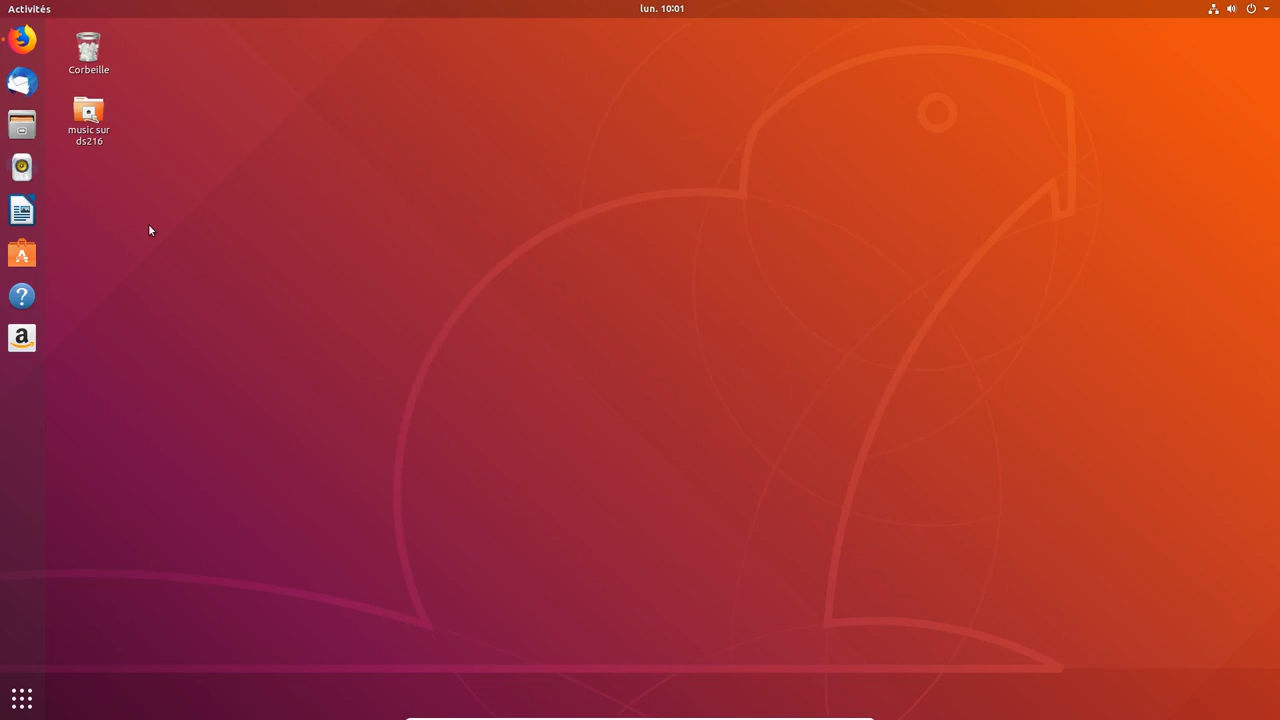 Activités
lun. 10:01
Corbeille
music sur
ds216